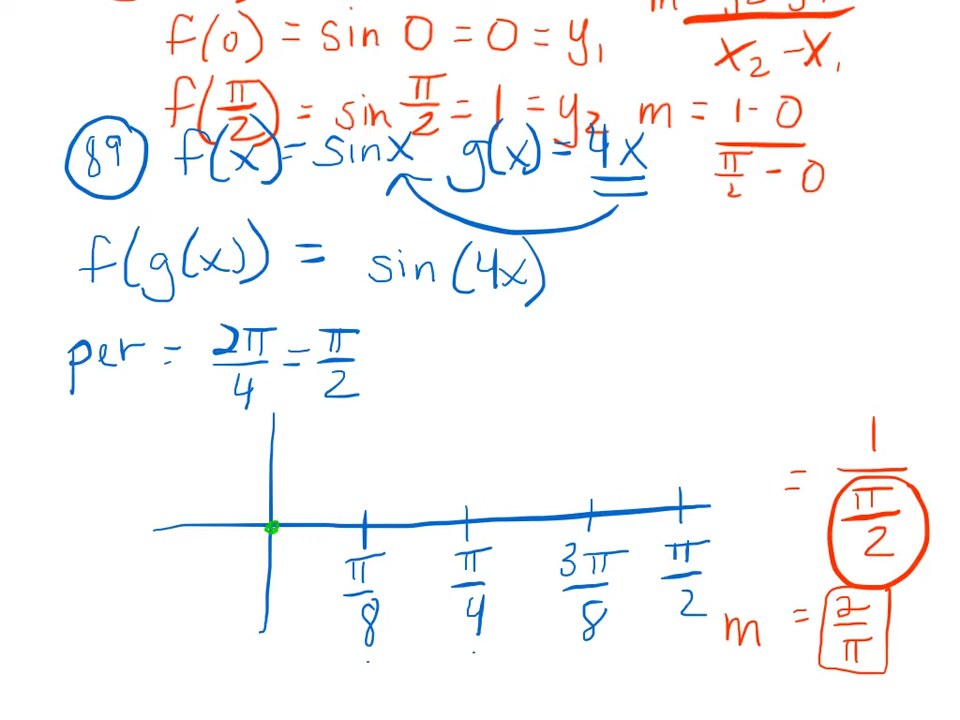 f(0) = sin 0 = 0 = y₁
x₂ - x₁
f(π/2) = sin π/2 = 1 = y₂ m = (1 - 0)/(π/2 - 0)
89 f(x) = sin x g(x) = 4x
f(g(x)) = sin(4x)
per = 2π/4 = π/2
= 1/(π/2)
π/8 π/4 3π/8 π/2
m = 2/π